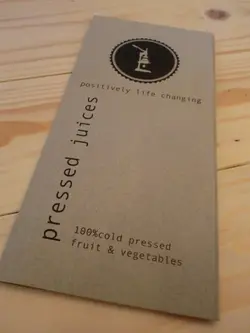 positively life changing
pressed juices
100%cold pressed
fruit & vegetables